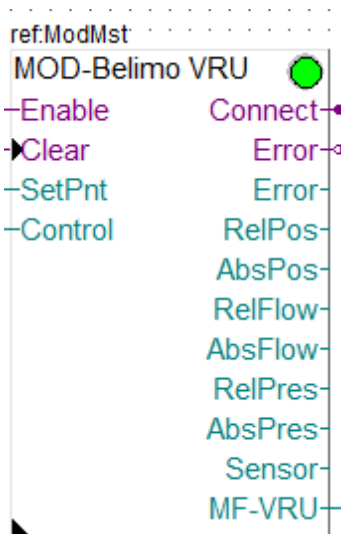 ref:ModMst
MOD-Belimo VRU
Enable Connect
Clear Error
SetPnt Error
Control RelPos
AbsPos
RelFlow
AbsFlow
RelPres
AbsPres
Sensor
MF-VRU